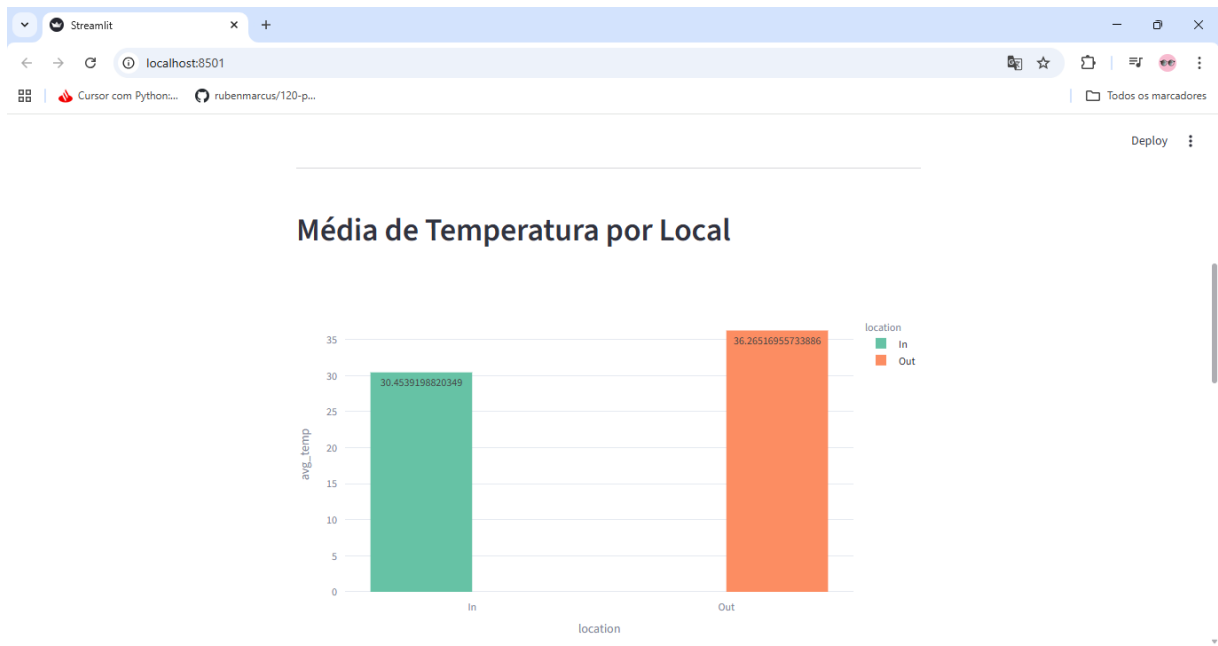 Streamlit
localhost:8501
Cursor com Python:...
rubenmarcus/120-p...
Todos os marcadores
Deploy
Média de Temperatura por Local
location
In
Out
35
30
25
20
15
10
5
0
avg_temp
30.4539198820349
36.26516955733886
In
Out
location